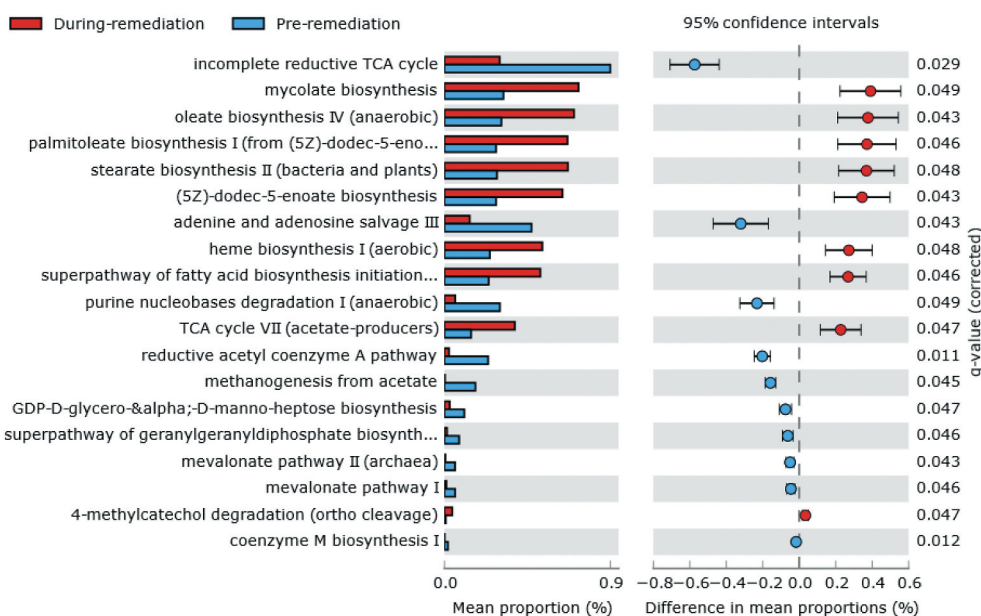 During-remediation Pre-remediation 95% confidence intervals
incomplete reductive TCA cycle 0.029
mycolate biosynthesis 0.049
oleate biosynthesis IV (anaerobic) 0.043
palmitoleate biosynthesis I (from (5Z)-dodec-5-eno... 0.046
stearate biosynthesis II (bacteria and plants) 0.048
(5Z)-dodec-5-enoate biosynthesis 0.043
adenine and adenosine salvage III 0.043
heme biosynthesis I (aerobic) 0.048
superpathway of fatty acid biosynthesis initiation... 0.046
purine nucleobases degradation I (anaerobic) 0.049
TCA cycle VII (acetate-producers) 0.047
reductive acetyl coenzyme A pathway 0.011
methanogenesis from acetate 0.045
GDP-D-glycero-&alpha;-D-manno-heptose biosynthesis 0.047
superpathway of geranylgeranyldiphosphate biosynth... 0.046
mevalonate pathway II (archaea) 0.043
mevalonate pathway I 0.046
4-methylcatechol degradation (ortho cleavage) 0.047
coenzyme M biosynthesis I 0.012
q-value (corrected)
0.0 0.9 −0.8 −0.6 −0.4 −0.2 0.0 0.2 0.4 0.6
Mean proportion (%) Difference in mean proportions (%)